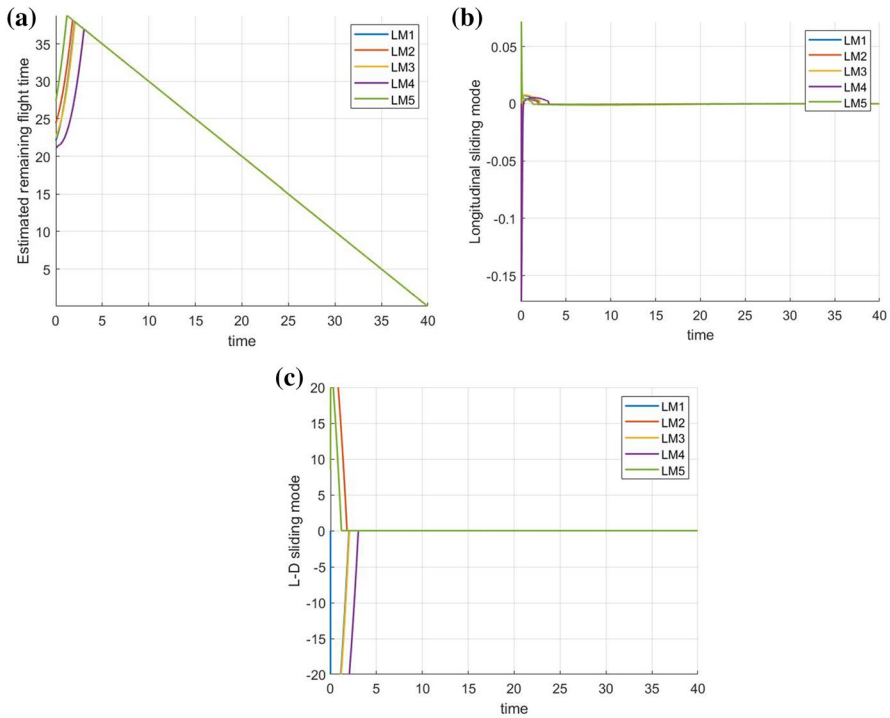 (a)
Estimated remaining flight time
35
30
25
20
15
10
5
0 5 10 15 20 25 30 35 40
time
LM1
LM2
LM3
LM4
LM5
(b)
Longitudinal sliding mode
0.05
0
-0.05
-0.1
-0.15
0 5 10 15 20 25 30 35 40
time
LM1
LM2
LM3
LM4
LM5
(c)
L-D sliding mode
20
15
10
5
0
-5
-10
-15
-20
0 5 10 15 20 25 30 35 40
time
LM1
LM2
LM3
LM4
LM5